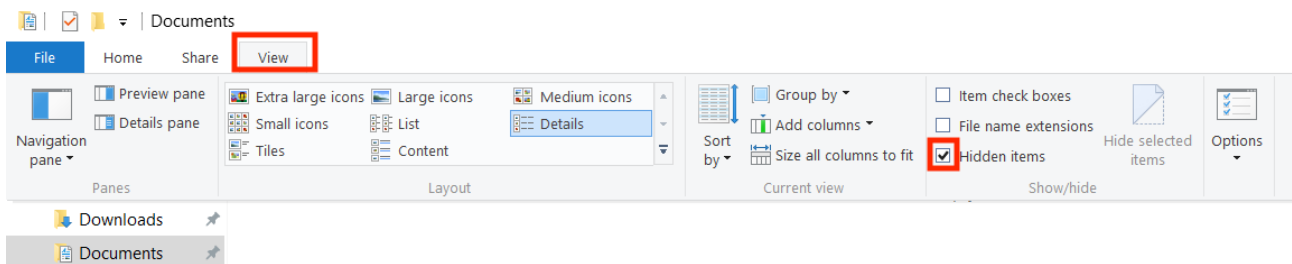 Documents
File Home Share View
Preview pane
Details pane
Navigation
pane
Panes
Extra large icons Large icons Medium icons
Small icons List Details
Tiles Content
Layout
Sort
by
Group by
Add columns
Size all columns to fit
Current view
Item check boxes
File name extensions
Hidden items
Hide selected
items
Show/hide
Options
Downloads
Documents